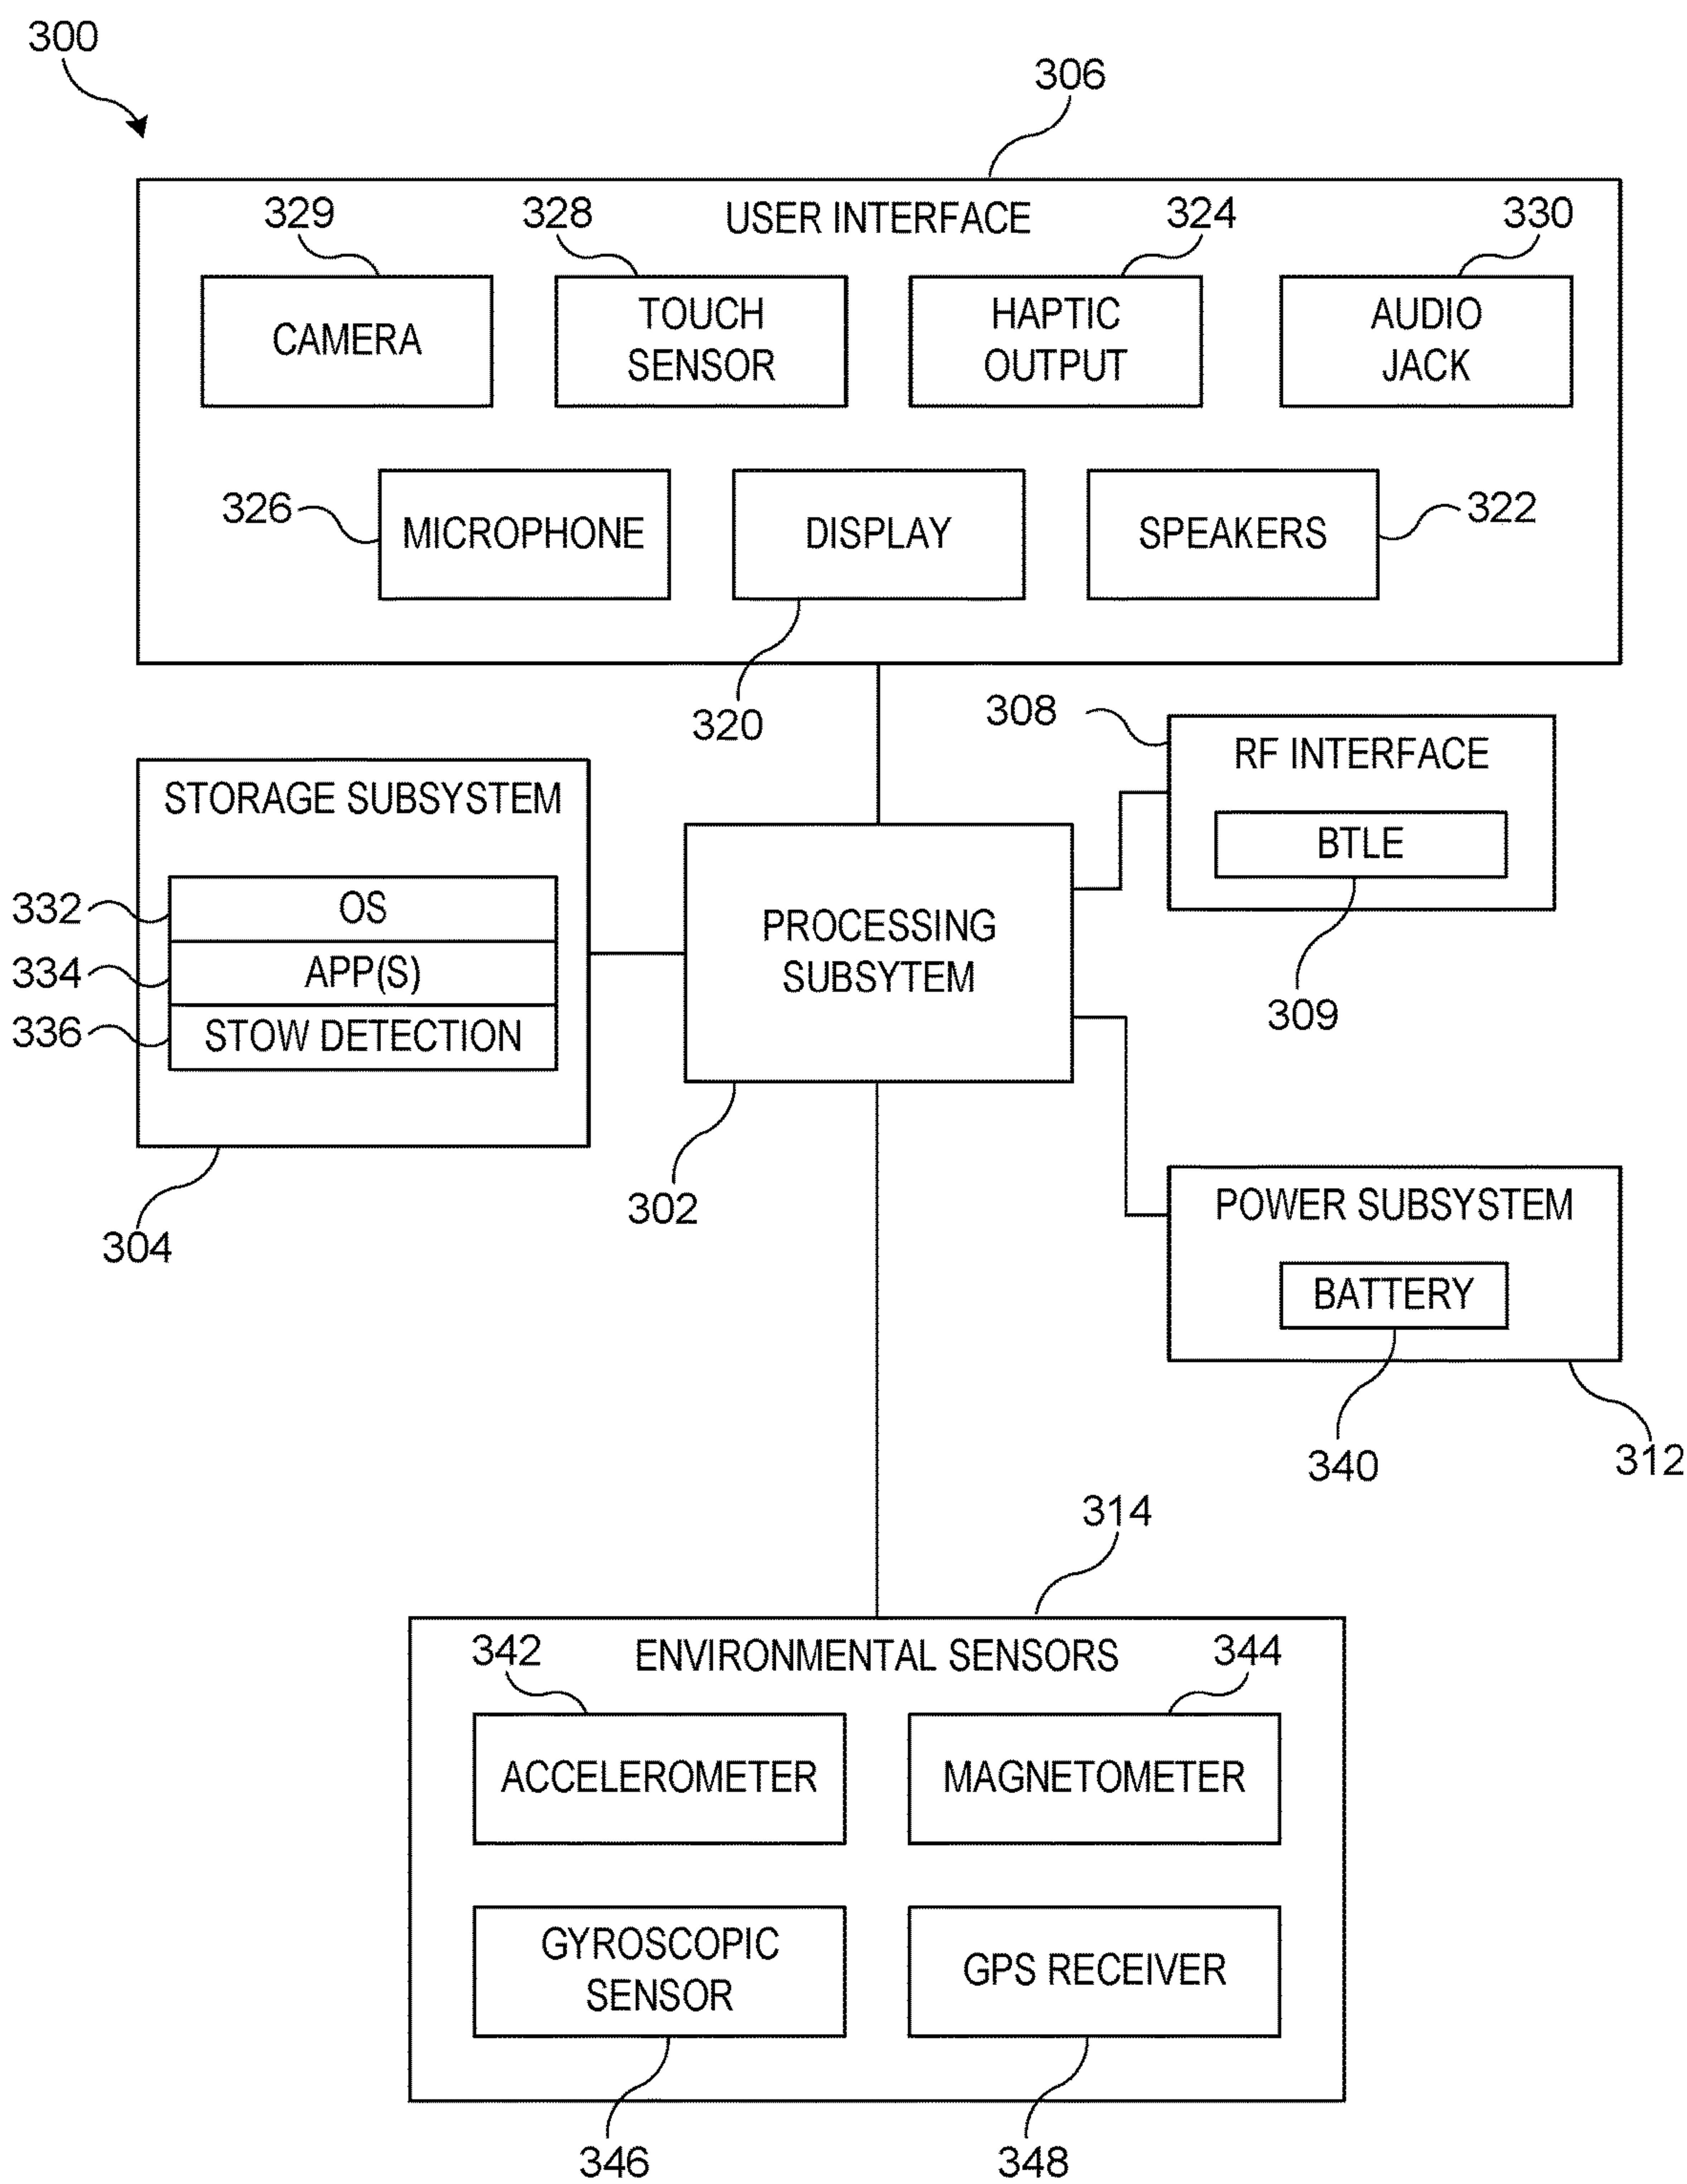 300
306
USER INTERFACE
329
328
324
330
CAMERA
TOUCH
SENSOR
HAPTIC
OUTPUT
AUDIO
JACK
326
MICROPHONE
DISPLAY
SPEAKERS
322
320
308
RF INTERFACE
BTLE
309
STORAGE SUBSYSTEM
332
OS
334
APP(S)
336
STOW DETECTION
304
PROCESSING
SUBSYTEM
302
POWER SUBSYSTEM
BATTERY
340
312
314
ENVIRONMENTAL SENSORS
342
344
ACCELEROMETER
MAGNETOMETER
GYROSCOPIC
SENSOR
GPS RECEIVER
346
348